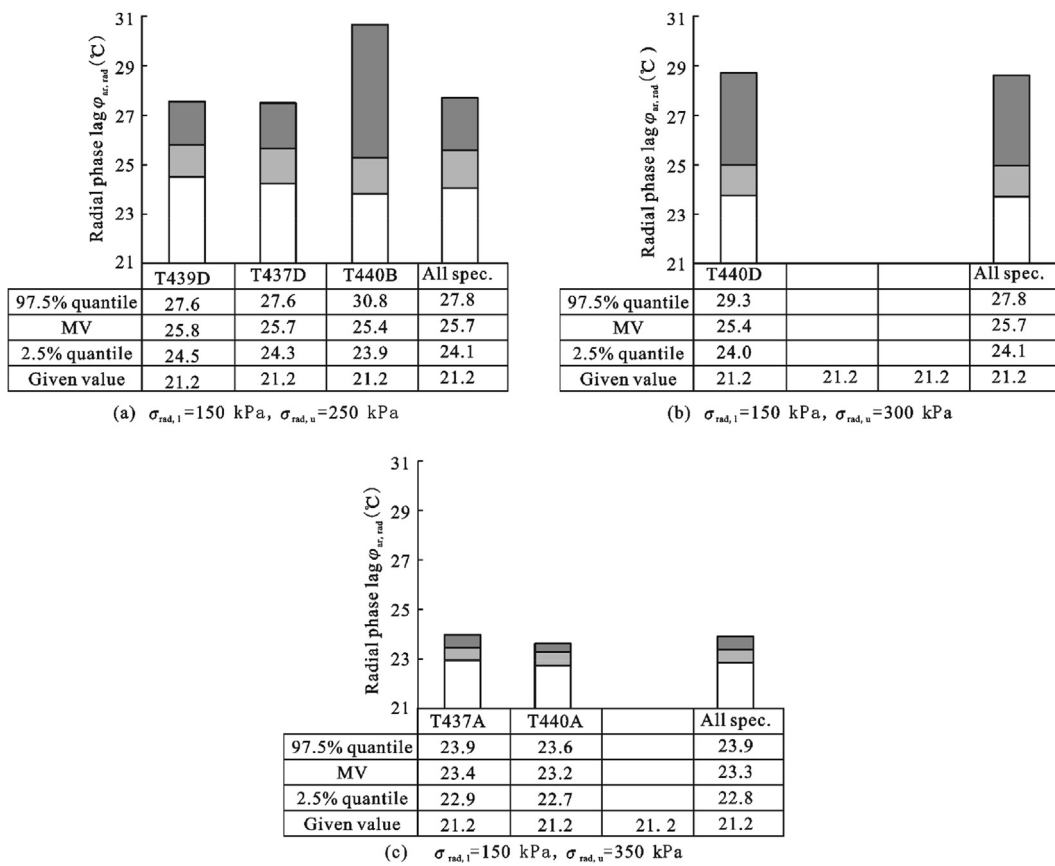 Radial phase lag φar, rad (℃)
31
29
27
25
23
21
T439D T437D T440B All spec.
97.5% quantile 27.6 27.6 30.8 27.8
MV 25.8 25.7 25.4 25.7
2.5% quantile 24.5 24.3 23.9 24.1
Given value 21.2 21.2 21.2 21.2
(a) σrad, l=150 kPa, σrad, u=250 kPa
Radial phase lag φar, rad (℃)
31
29
27
25
23
21
T440D All spec.
97.5% quantile 29.3 27.8
MV 25.4 25.7
2.5% quantile 24.0 24.1
Given value 21.2 21.2 21.2 21.2
(b) σrad, l=150 kPa, σrad, u=300 kPa
Radial phase lag φar, rad (℃)
31
29
27
25
23
21
T437A T440A All spec.
97.5% quantile 23.9 23.6 23.9
MV 23.4 23.2 23.3
2.5% quantile 22.9 22.7 22.8
Given value 21.2 21.2 21. 2 21.2
(c) σrad, l=150 kPa, σrad, u=350 kPa